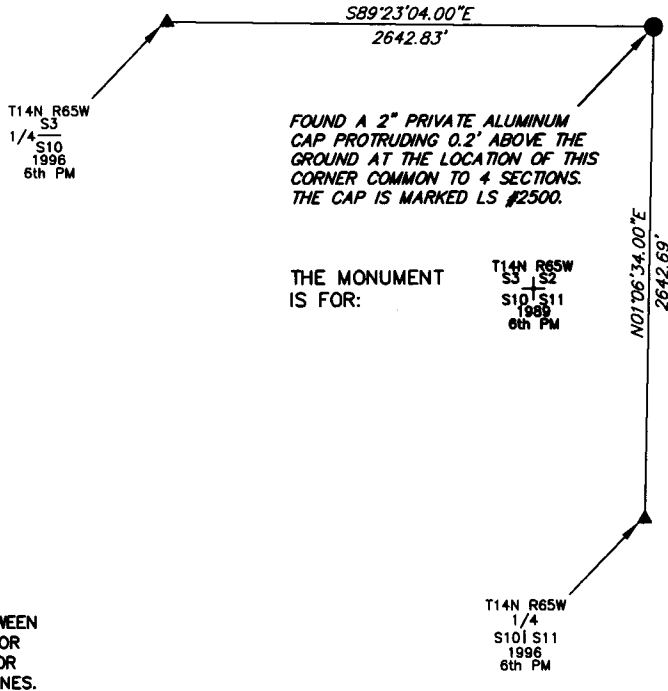 S89°23'04.00"E
2642.83'
T14N R65W
S3
1/4
S10
1996
6th PM
FOUND A 2" PRIVATE ALUMINUM
CAP PROTRUDING 0.2' ABOVE THE
GROUND AT THE LOCATION OF THIS
CORNER COMMON TO 4 SECTIONS.
THE CAP IS MARKED LS #2500.
THE MONUMENT
IS FOR:
T14N R65W
S3 S2
S10 S11
1989
6th PM
N01°06'34.00"E
2642.69'
T14N R65W
1/4
S10 S11
1996
6th PM
OR
OR
NES.